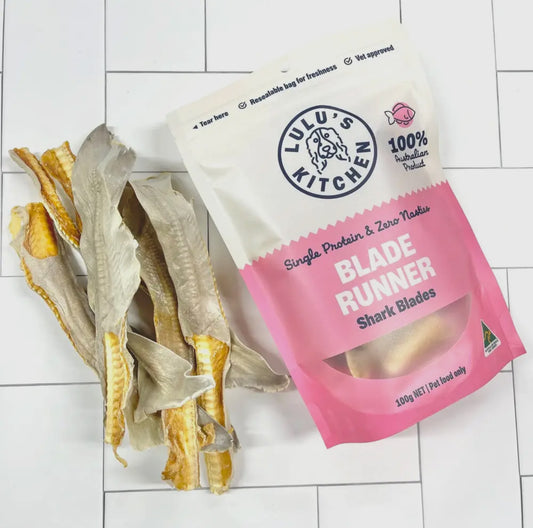 Tear here
Resealable bag for freshness
Vet approved
LULU'S
KITCHEN
100%
Australian
Product
Single Protein & Zero Nasties
BLADE
RUNNER
Shark Blades
100g NET | Pet food only